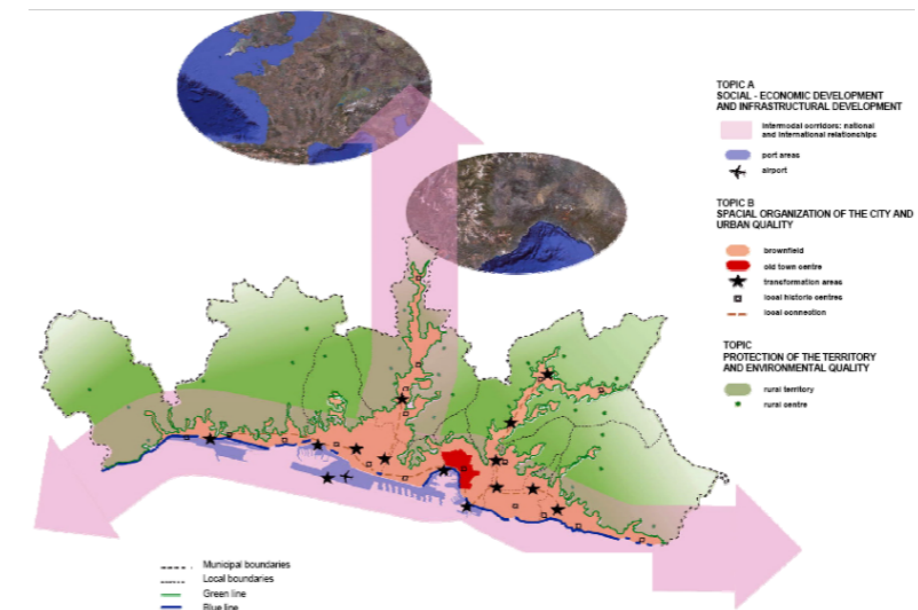 TOPIC A
SOCIAL - ECONOMIC DEVELOPMENT
AND INFRASTRUCTURAL DEVELOPMENT
intermodal corridors: national
and international relationships
port areas
airport
TOPIC B
SPACIAL ORGANIZATION OF THE CITY AND
URBAN QUALITY
brownfield
old town centre
transformation areas
local historic centres
local connection
TOPIC
PROTECTION OF THE TERRITORY
AND ENVIRONMENTAL QUALITY
rural territory
rural centre
Municipal boundaries
Local boundaries
Green line
Blue line